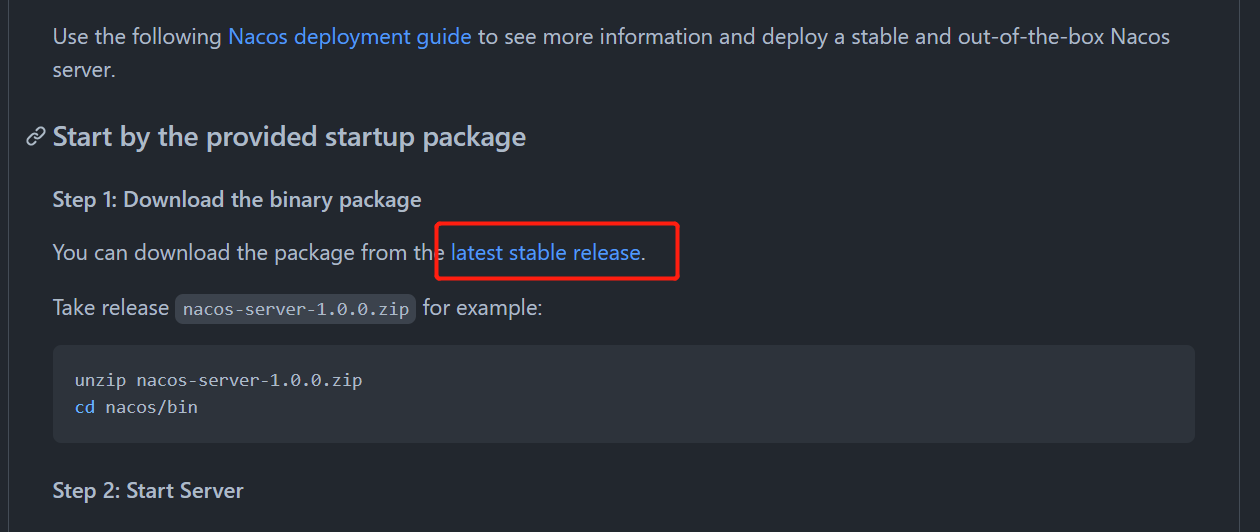 Use the following Nacos deployment guide to see more information and deploy a stable and out-of-the-box Nacos
server.
Start by the provided startup package
Step 1: Download the binary package
You can download the package from the latest stable release.
Take release nacos-server-1.0.0.zip for example:
unzip nacos-server-1.0.0.zip
cd nacos/bin
Step 2: Start Server